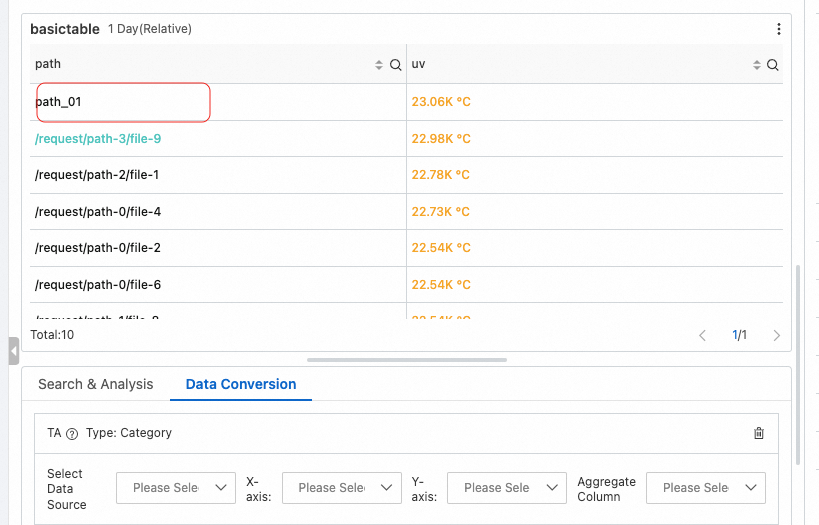 basictable 1 Day(Relative)
path uv
path_01 23.06K °C
/request/path-3/file-9 22.98K °C
/request/path-2/file-1 22.78K °C
/request/path-0/file-4 22.73K °C
/request/path-0/file-2 22.54K °C
/request/path-0/file-6 22.54K °C
Total:10 1/1
Search & Analysis Data Conversion
TA ? Type: Category
Select Data Source Please Sele X-axis: Please Sele Y-axis: Please Sele Aggregate Column Please Sele